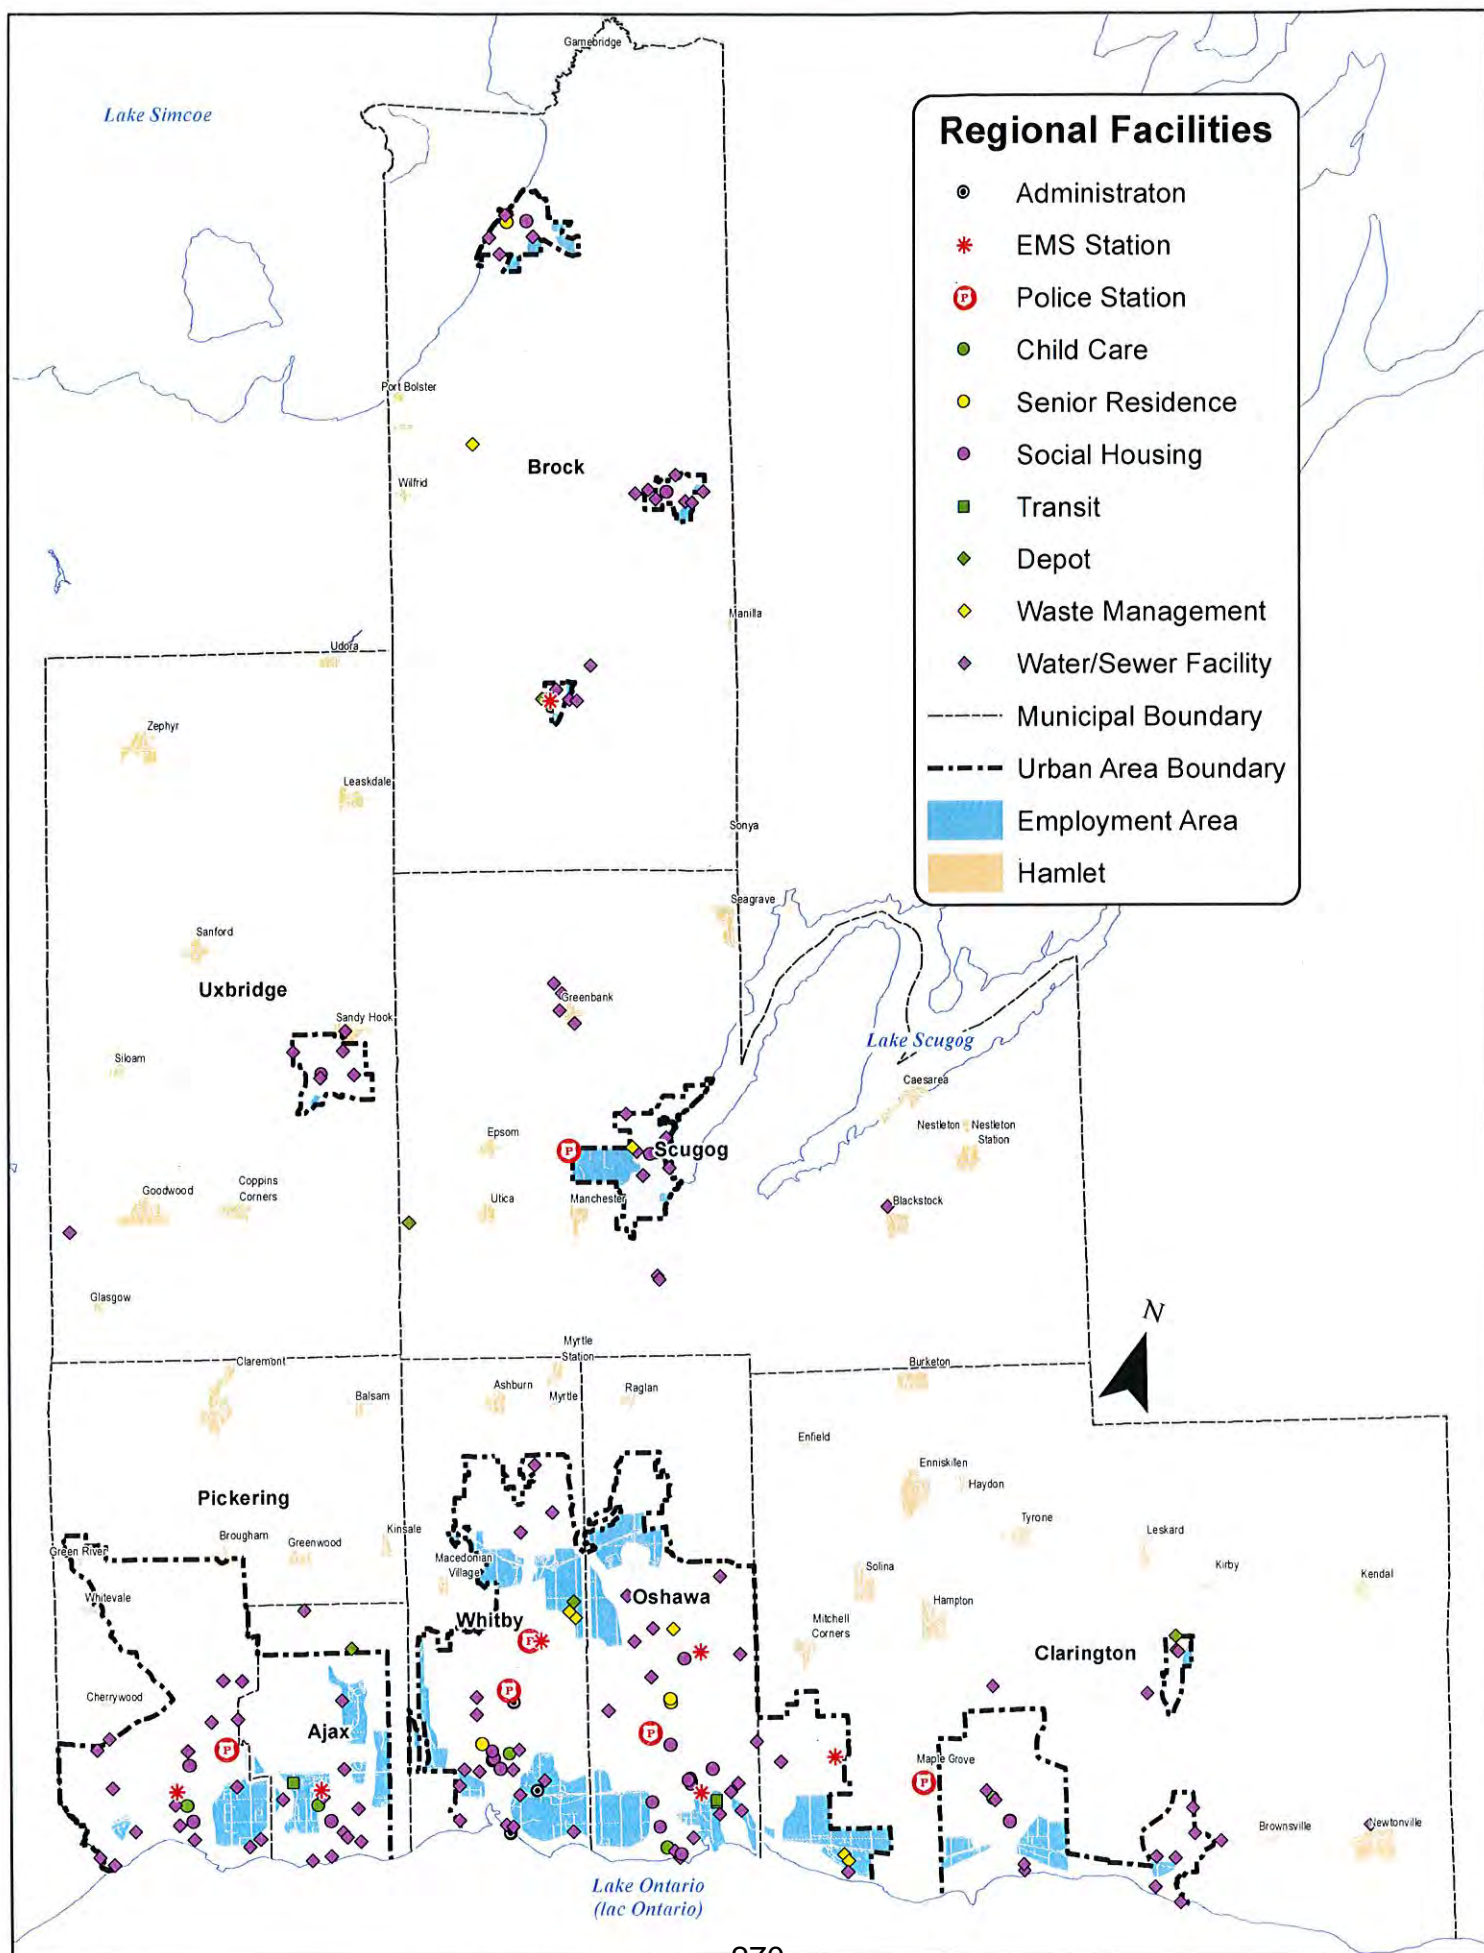 Gamebridge
Lake Simcoe
Regional Facilities
Administraton
EMS Station
P
Police Station
Child Care
Senior Residence
Social Housing
Transit
Depot
Waste Management
Water/Sewer Facility
Municipal Boundary
Urban Area Boundary
Employment Area
Hamlet
Port Bolster
Brock
Wilfrid
Manilla
Udora
Zephyr
Leaskdale
Sonya
Seagrave
Sanford
Uxbridge
Greenbank
Sandy Hook
Lake Scugog
Siloam
Caesarea
Nestleton
Nestleton
Station
Epsom
P
Scugog
Goodwood
Coppins
Corners
Utica
Manchester
Blackstock
Glasgow
N
Myrtle
Station
Claremont
Burketon
Ashburn
Myrtle
Raglan
Balsam
Enfield
Enniskillen
Haydon
Pickering
Tyrone
Brougham
Greenwood
Kinsale
Leskard
Green River
Macedonian
Village
Solina
Kirby
Kendal
Whitevale
Oshawa
Hampton
Whitby
Mitchell
Corners
P
Clarington
Cherrywood
P
Ajax
P
P
Maple Grove
P
Brownsville
Newtonville
Lake Ontario
(lac Ontario)